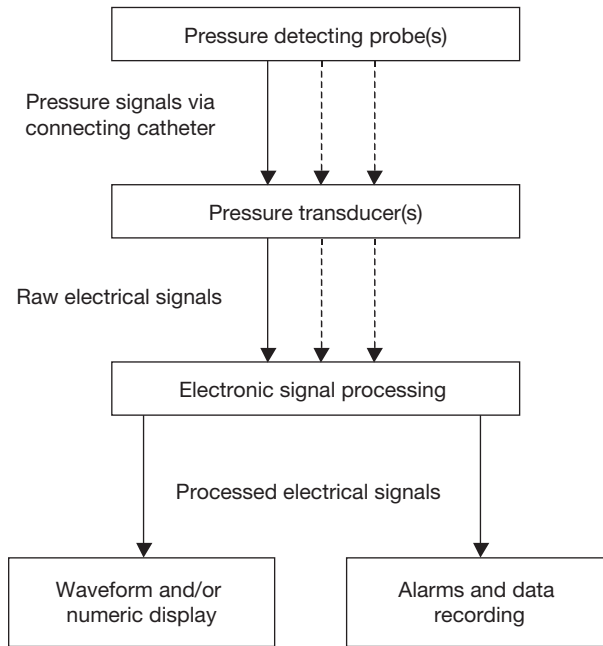 Pressure detecting probe(s)
Pressure signals via
connecting catheter
Pressure transducer(s)
Raw electrical signals
Electronic signal processing
Processed electrical signals
Waveform and/or
numeric display
Alarms and data
recording